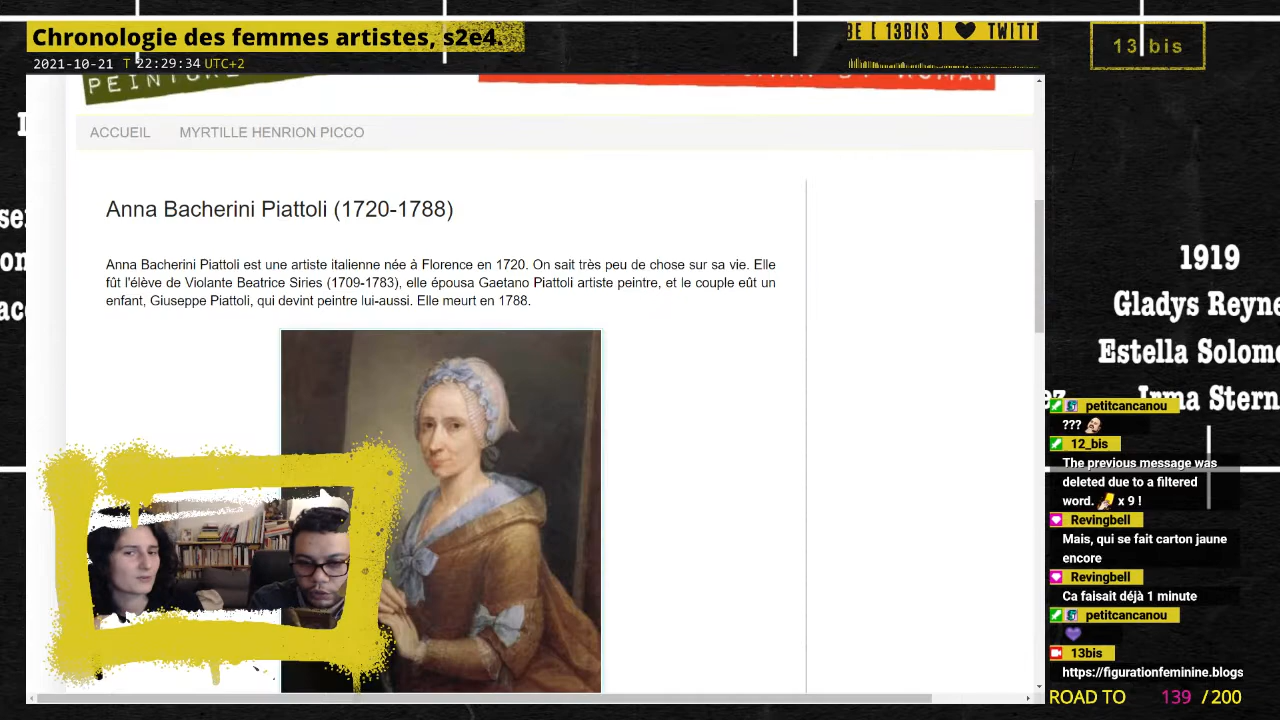 Chronologie des femmes artistes, s2e4
2021-10-21 T 22:29:34 UTC+2
BE [ 13BIS ] TWITT
13 bis
PEINTURE
ACCUEIL MYRTILLE HENRION PICCO
Anna Bacherini Piattoli (1720-1788)
Anna Bacherini Piattoli est une artiste italienne née à Florence en 1720. On sait très peu de chose sur sa vie. Elle
fût l'élève de Violante Beatrice Siries (1709-1783), elle épousa Gaetano Piattoli artiste peintre, et le couple eût un
enfant, Giuseppe Piattoli, qui devint peintre lui-aussi. Elle meurt en 1788.
1919
Gladys Reyne
Estella Solom
Irma Stern
petitcancanou
???
12_bis
The previous message was
deleted due to a filtered
word. x 9 !
Revingbell
Mais, qui se fait carton jaune
encore
Revingbell
Ca faisait déjà 1 minute
petitcancanou
13bis
https://figurationfeminine.blogs
ROAD TO 139 / 200